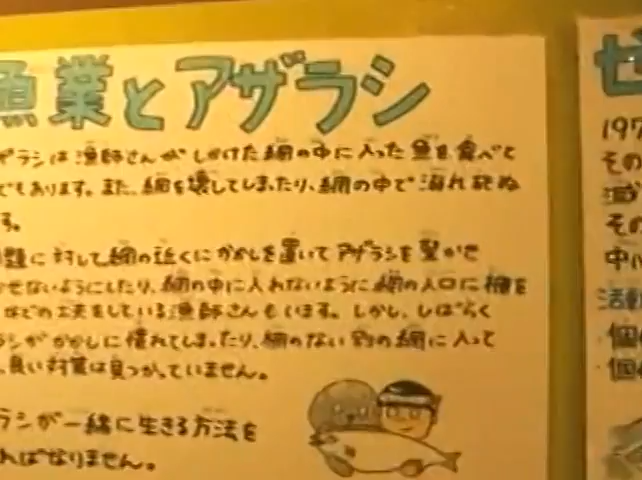 漁業とアザラシ
ザラシは漁師さんがしかけた網の中に入った魚を食べと
でもあります。また、網を壊してしまったり、網の中で溺れ死ぬ
す。
題に対して網の近くにかかしを置いてアザラシを驚かせ
せないようにしたり、網の中に入れないように網の入口に柵を
などの工夫をしている漁師さんもいます。しかし、しばらく
ラシがかかしに慣れてしまったり、柵のない別の網に入って
、良い対策は見つかっていません。
ラシが一緒に生きる方法を
ればなりません。
ゼ
197
その
減
その
中心
活動
・個
・個